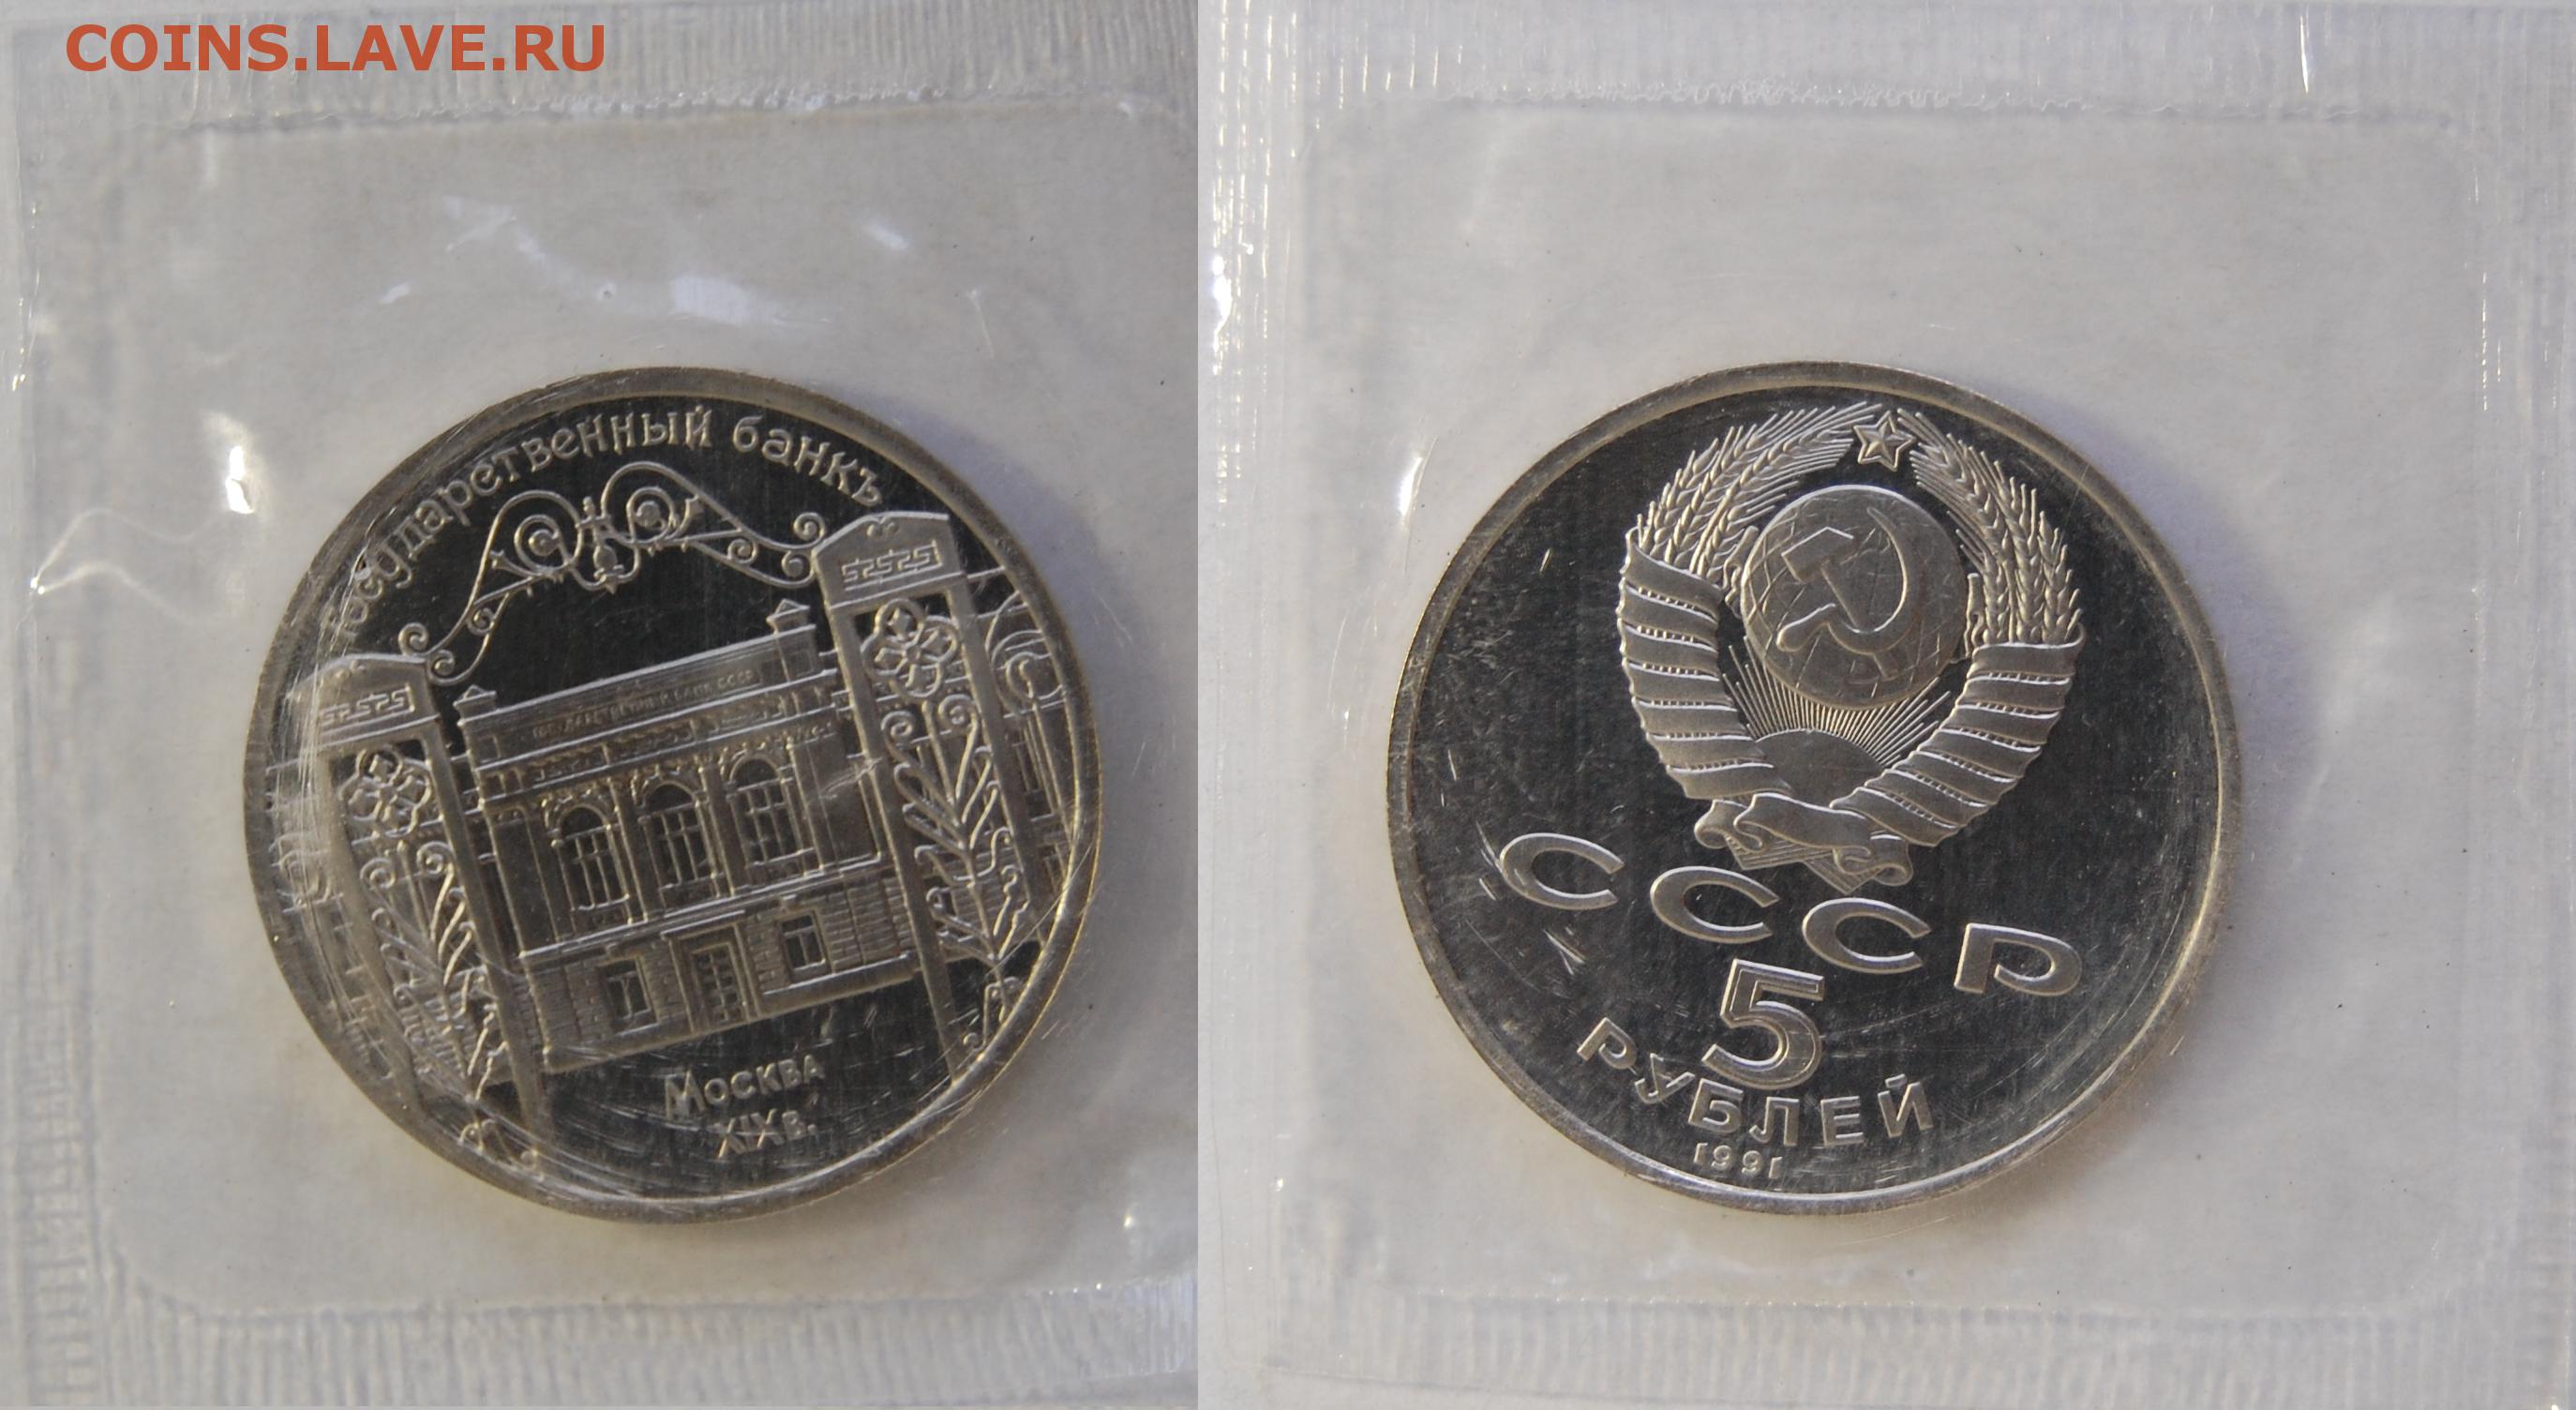 COINS.LAVE.RU
Государственный банкъ
Москва
XIX в.
СССР
5
РУБЛЕЙ
1991